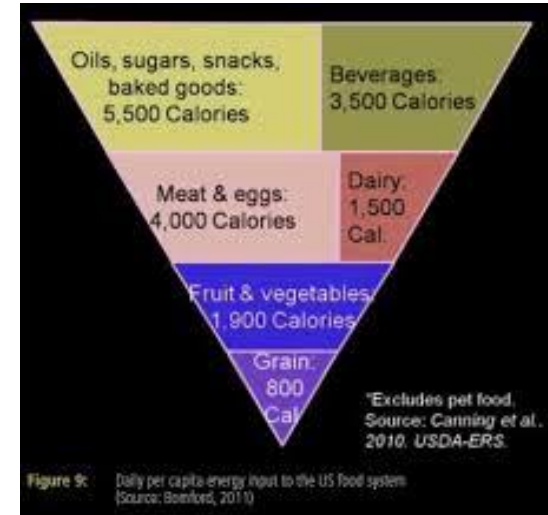 Oils, sugars, snacks,
baked goods:
5,500 Calories
Beverages:
3,500 Calories
Meat & eggs:
4,000 Calories
Dairy:
1,500
Cal.
Fruit & vegetables:
1,900 Calories
Grain:
800
Cal.
*Excludes pet food.
Source: Canning et al.
2010. USDA-ERS.
Figure 9: Daily per capita energy input to the US food system
(Source: Bomford, 2011)